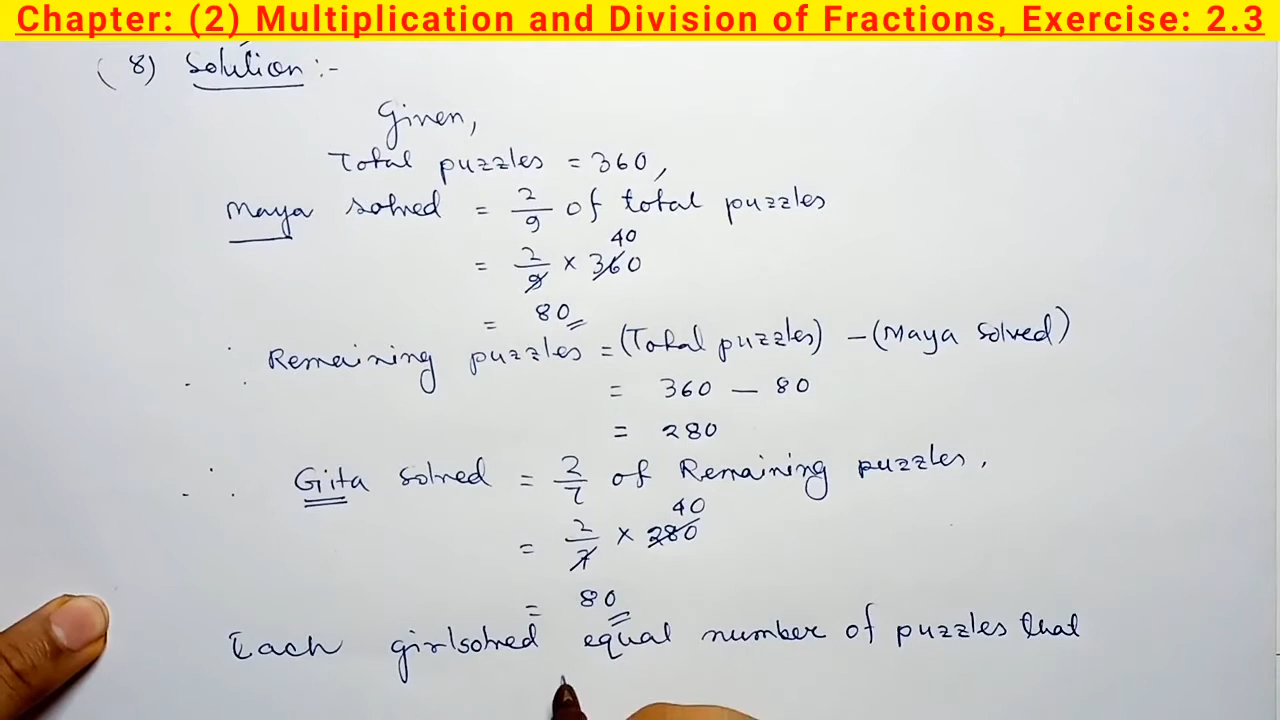 Chapter: (2) Multiplication and Division of Fractions, Exercise: 2.3
(8) Solution :-
Given,
Total puzzles = 360,
Maya solved = 2/9 of total puzzles
= 2/9 × 360 40
= 80
∴ Remaining puzzles = (Total puzzles) - (Maya solved)
= 360 - 80
= 280
∴ Gita solved = 2/7 of Remaining puzzles.
= 2/7 × 280 40
= 80
Each girl solved equal number of puzzles that